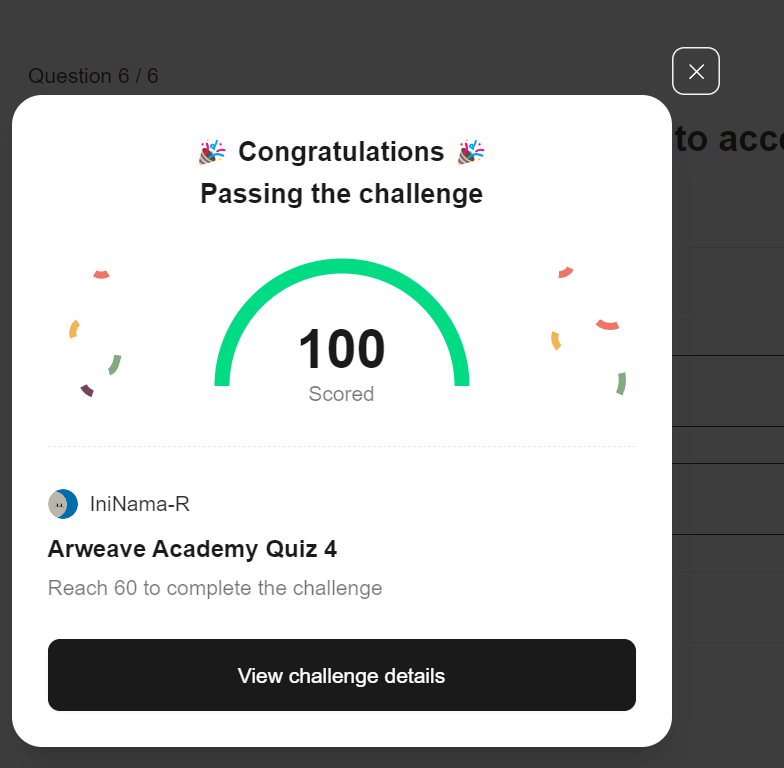 Question 6 / 6
to acc
🎉 Congratulations 🎉
Passing the challenge
100
Scored
IniNama-R
Arweave Academy Quiz 4
Reach 60 to complete the challenge
View challenge details